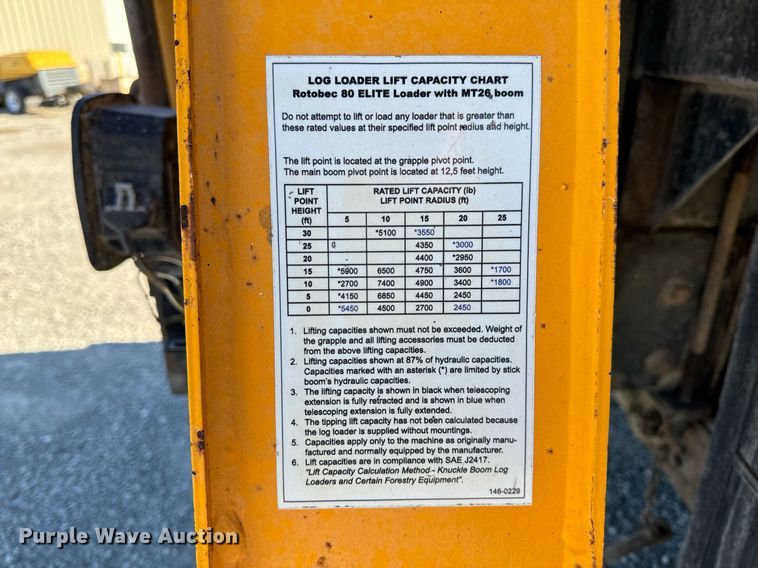 LOG LOADER LIFT CAPACITY CHART
Rotobec 80 ELITE Loader with MT26 boom
Do not attempt to lift or load any loader that is greater than
these rated values at their specified lift point radius and height.
The lift point is located at the grapple pivot point.
The main boom pivot point is located at 12,5 feet height.
LIFT POINT HEIGHT (ft)
RATED LIFT CAPACITY (lb)
LIFT POINT RADIUS (ft)
5 10 15 20 25
30 *5100 *3550
25 4350 *3000
20 4400 *2950
15 *5900 6500 4750 3600 *1700
10 *2700 7400 4900 3400 *1800
5 *4150 6850 4450 2450
0 *5450 4500 2700 2450
1. Lifting capacities shown must not be exceeded. Weight of
the grapple and all lifting accessories must be deducted
from the above lifting capacities.
2. Lifting capacities shown at 87% of hydraulic capacities.
Capacities marked with an asterisk (*) are limited by stick
boom's hydraulic capacities.
3. The lifting capacity is shown in black when telescoping
extension is fully retracted and is shown in blue when
telescoping extension is fully extended.
4. The tipping lift capacity has not been calculated because
the log loader is supplied without mountings.
5. Capacities apply only to the machine as originally manu-
factured and normally equipped by the manufacturer.
6. Lift capacities are in compliance with SAE J2417.
"Lift Capacity Calculation Method - Knuckle Boom Log
Loaders and Certain Forestry Equipment".
146-0229
Purple Wave Auction
Purple Wave Auction